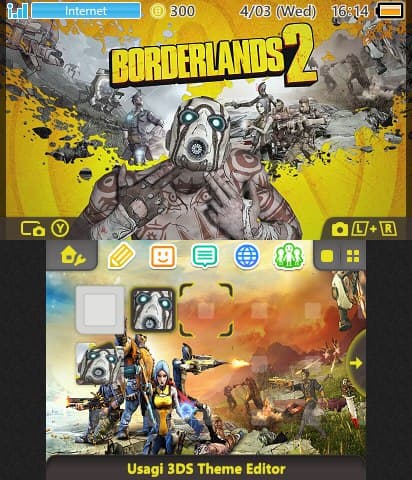 Internet 300 4/03 (Wed) 16:14
BORDERLANDS 2
Y L+R
Usagi 3DS Theme Editor